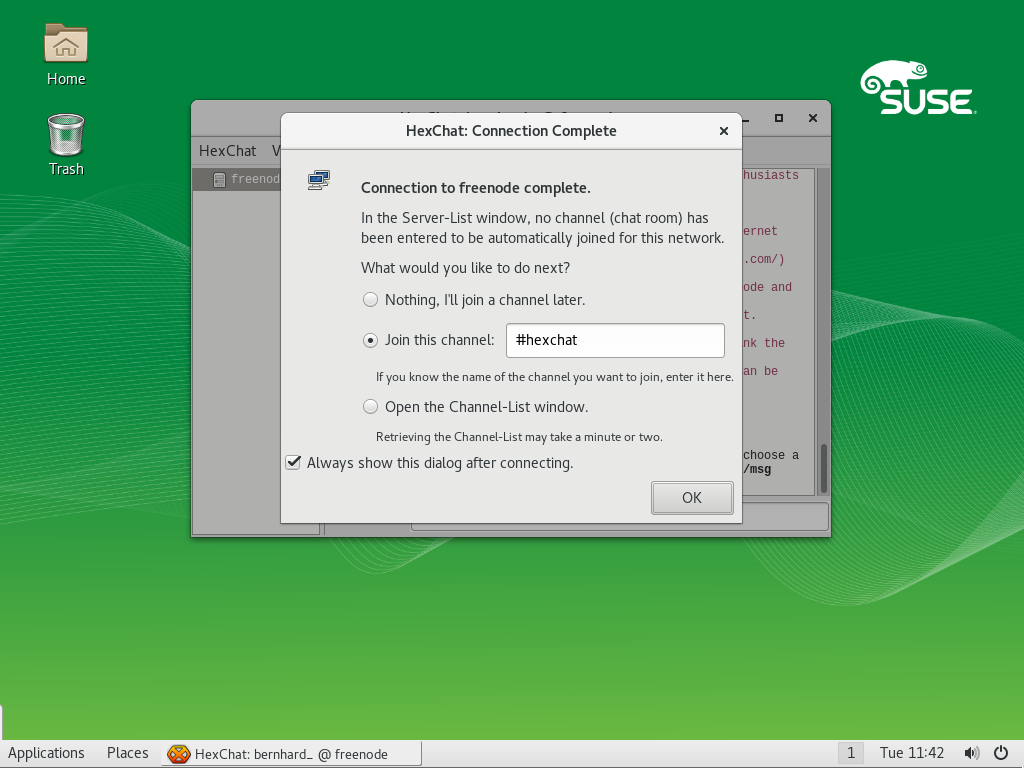 Home
Trash
SUSE
HexChat: Connection Complete
HexChat
freenod
Connection to freenode complete.
In the Server-List window, no channel (chat room) has
been entered to be automatically joined for this network.
What would you like to do next?
Nothing, I'll join a channel later.
Join this channel: #hexchat
If you know the name of the channel you want to join, enter it here.
Open the Channel-List window.
Retrieving the Channel-List may take a minute or two.
Always show this dialog after connecting.
OK
husiasts
ernet
.com/)
ode and
t.
nk the
an be
choose a
/msg
Applications Places HexChat: bernhard_ @ freenode 1 Tue 11:42